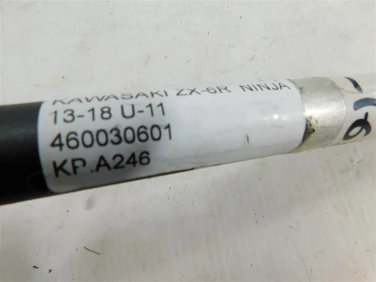 KAWASAKI ZX-6R NINJA
13-18 U-11
460030601
KP.A246